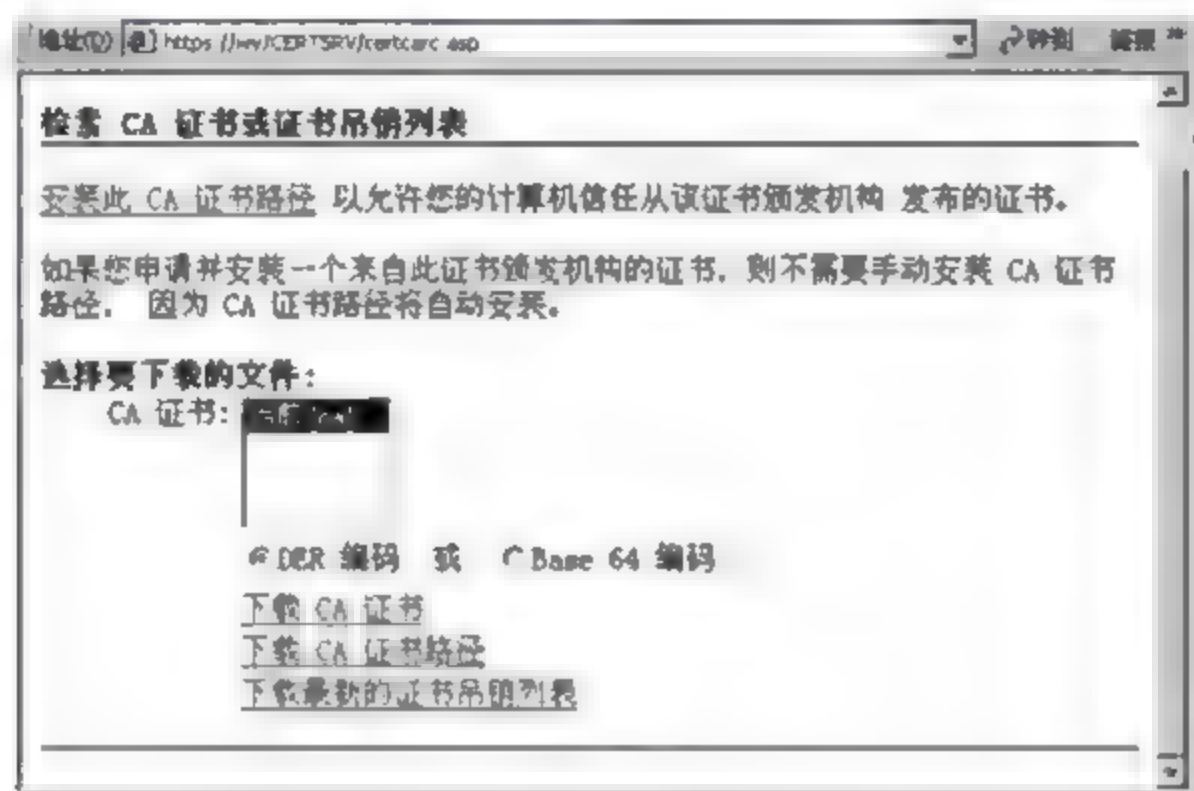 地址(D) https://wv/CERTSRV/certcarc.asp 转到 链接 »
检索 CA 证书或证书吊销列表
安装此 CA 证书路径 以允许您的计算机信任从该证书颁发机构 发布的证书。
如果您申请并安装一个来自此证书颁发机构的证书, 则不需要手动安装 CA 证书
路径, 因为 CA 证书路径将自动安装。
选择要下载的文件:
CA 证书:
DER 编码 或 Base 64 编码
下载 CA 证书
下载 CA 证书路径
下载最新的证书吊销列表